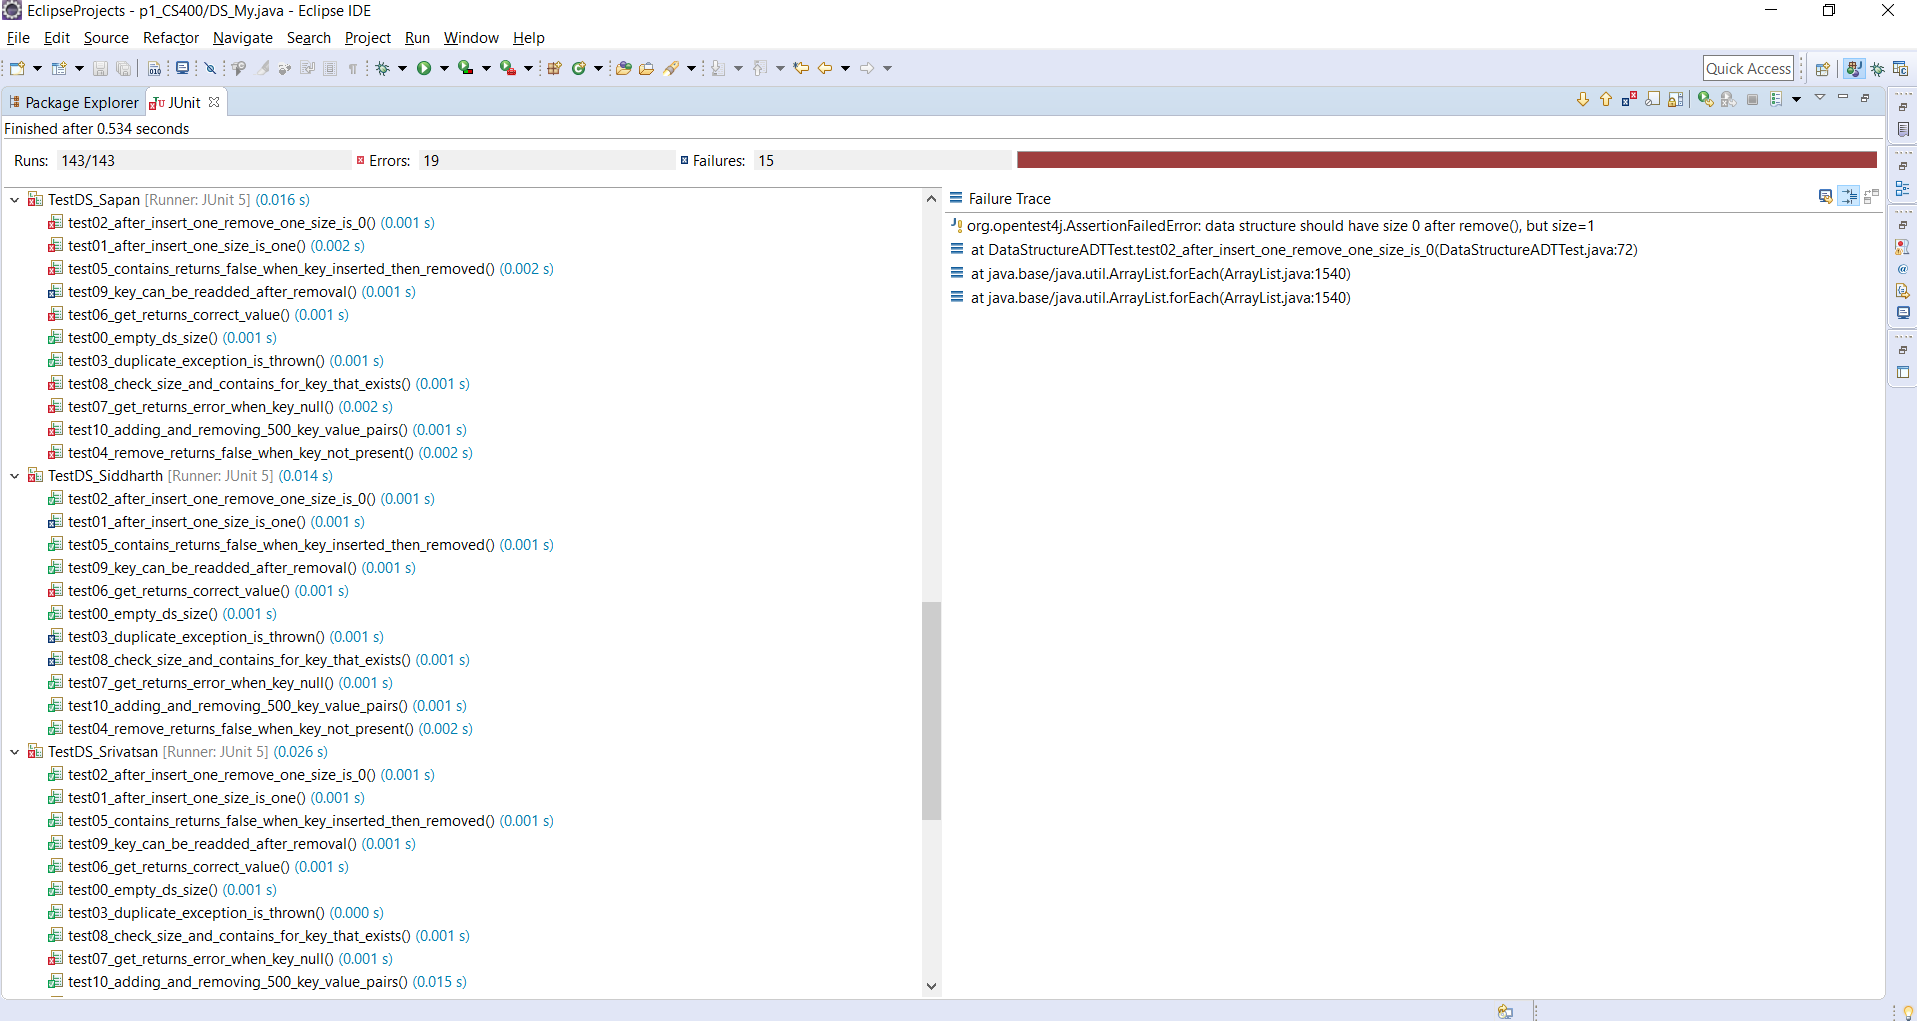 EclipseProjects - p1_CS400/DS_My.java - Eclipse IDE
File Edit Source Refactor Navigate Search Project Run Window Help
Quick Access
Package Explorer JUnit
Finished after 0.534 seconds
Runs: 143/143 Errors: 19 Failures: 15
TestDS_Sapan [Runner: JUnit 5] (0.016 s)
test02_after_insert_one_remove_one_size_is_0() (0.001 s)
test01_after_insert_one_size_is_one() (0.002 s)
test05_contains_returns_false_when_key_inserted_then_removed() (0.002 s)
test09_key_can_be_readded_after_removal() (0.001 s)
test06_get_returns_correct_value() (0.001 s)
test00_empty_ds_size() (0.001 s)
test03_duplicate_exception_is_thrown() (0.001 s)
test08_check_size_and_contains_for_key_that_exists() (0.001 s)
test07_get_returns_error_when_key_null() (0.002 s)
test10_adding_and_removing_500_key_value_pairs() (0.001 s)
test04_remove_returns_false_when_key_not_present() (0.002 s)
TestDS_Siddharth [Runner: JUnit 5] (0.014 s)
test02_after_insert_one_remove_one_size_is_0() (0.001 s)
test01_after_insert_one_size_is_one() (0.001 s)
test05_contains_returns_false_when_key_inserted_then_removed() (0.001 s)
test09_key_can_be_readded_after_removal() (0.001 s)
test06_get_returns_correct_value() (0.001 s)
test00_empty_ds_size() (0.001 s)
test03_duplicate_exception_is_thrown() (0.001 s)
test08_check_size_and_contains_for_key_that_exists() (0.001 s)
test07_get_returns_error_when_key_null() (0.001 s)
test10_adding_and_removing_500_key_value_pairs() (0.001 s)
test04_remove_returns_false_when_key_not_present() (0.002 s)
TestDS_Srivatsan [Runner: JUnit 5] (0.026 s)
test02_after_insert_one_remove_one_size_is_0() (0.001 s)
test01_after_insert_one_size_is_one() (0.001 s)
test05_contains_returns_false_when_key_inserted_then_removed() (0.001 s)
test09_key_can_be_readded_after_removal() (0.001 s)
test06_get_returns_correct_value() (0.001 s)
test00_empty_ds_size() (0.001 s)
test03_duplicate_exception_is_thrown() (0.000 s)
test08_check_size_and_contains_for_key_that_exists() (0.001 s)
test07_get_returns_error_when_key_null() (0.001 s)
test10_adding_and_removing_500_key_value_pairs() (0.015 s)
Failure Trace
org.opentest4j.AssertionFailedError: data structure should have size 0 after remove(), but size=1
at DataStructureADTTest.test02_after_insert_one_remove_one_size_is_0(DataStructureADTTest.java:72)
at java.base/java.util.ArrayList.forEach(ArrayList.java:1540)
at java.base/java.util.ArrayList.forEach(ArrayList.java:1540)